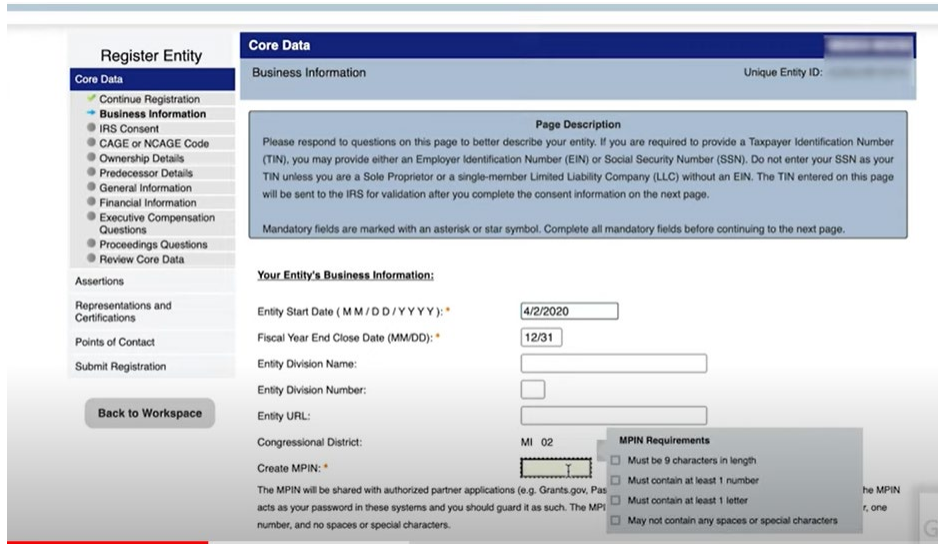 Register Entity
Core Data
Continue Registration
Business Information
IRS Consent
CAGE or NCAGE Code
Ownership Details
Predecessor Details
General Information
Financial Information
Executive Compensation
Questions
Proceedings Questions
Review Core Data
Assertions
Representations and
Certifications
Points of Contact
Submit Registration
Back to Workspace
Core Data
Business Information
Unique Entity ID:
Page Description
Please respond to questions on this page to better describe your entity. If you are required to provide a Taxpayer Identification Number
(TIN), you may provide either an Employer Identification Number (EIN) or Social Security Number (SSN). Do not enter your SSN as your
TIN unless you are a Sole Proprietor or a single-member Limited Liability Company (LLC) without an EIN. The TIN entered on this page
will be sent to the IRS for validation after you complete the consent information on the next page.
Mandatory fields are marked with an asterisk or star symbol. Complete all mandatory fields before continuing to the next page.
Your Entity's Business Information:
Entity Start Date ( M M / D D / Y Y Y Y ): * 4/2/2020
Fiscal Year End Close Date (MM/DD): * 12/31
Entity Division Name:
Entity Division Number:
Entity URL:
Congressional District: MI 02
Create MPIN: *
MPIN Requirements
Must be 9 characters in length
Must contain at least 1 number
Must contain at least 1 letter
May not contain any spaces or special characters
The MPIN will be shared with authorized partner applications (e.g. Grants.gov, Pas he MPIN
acts as your password in these systems and you should guard it as such. The MPI r, one
number, and no spaces or special characters.
G